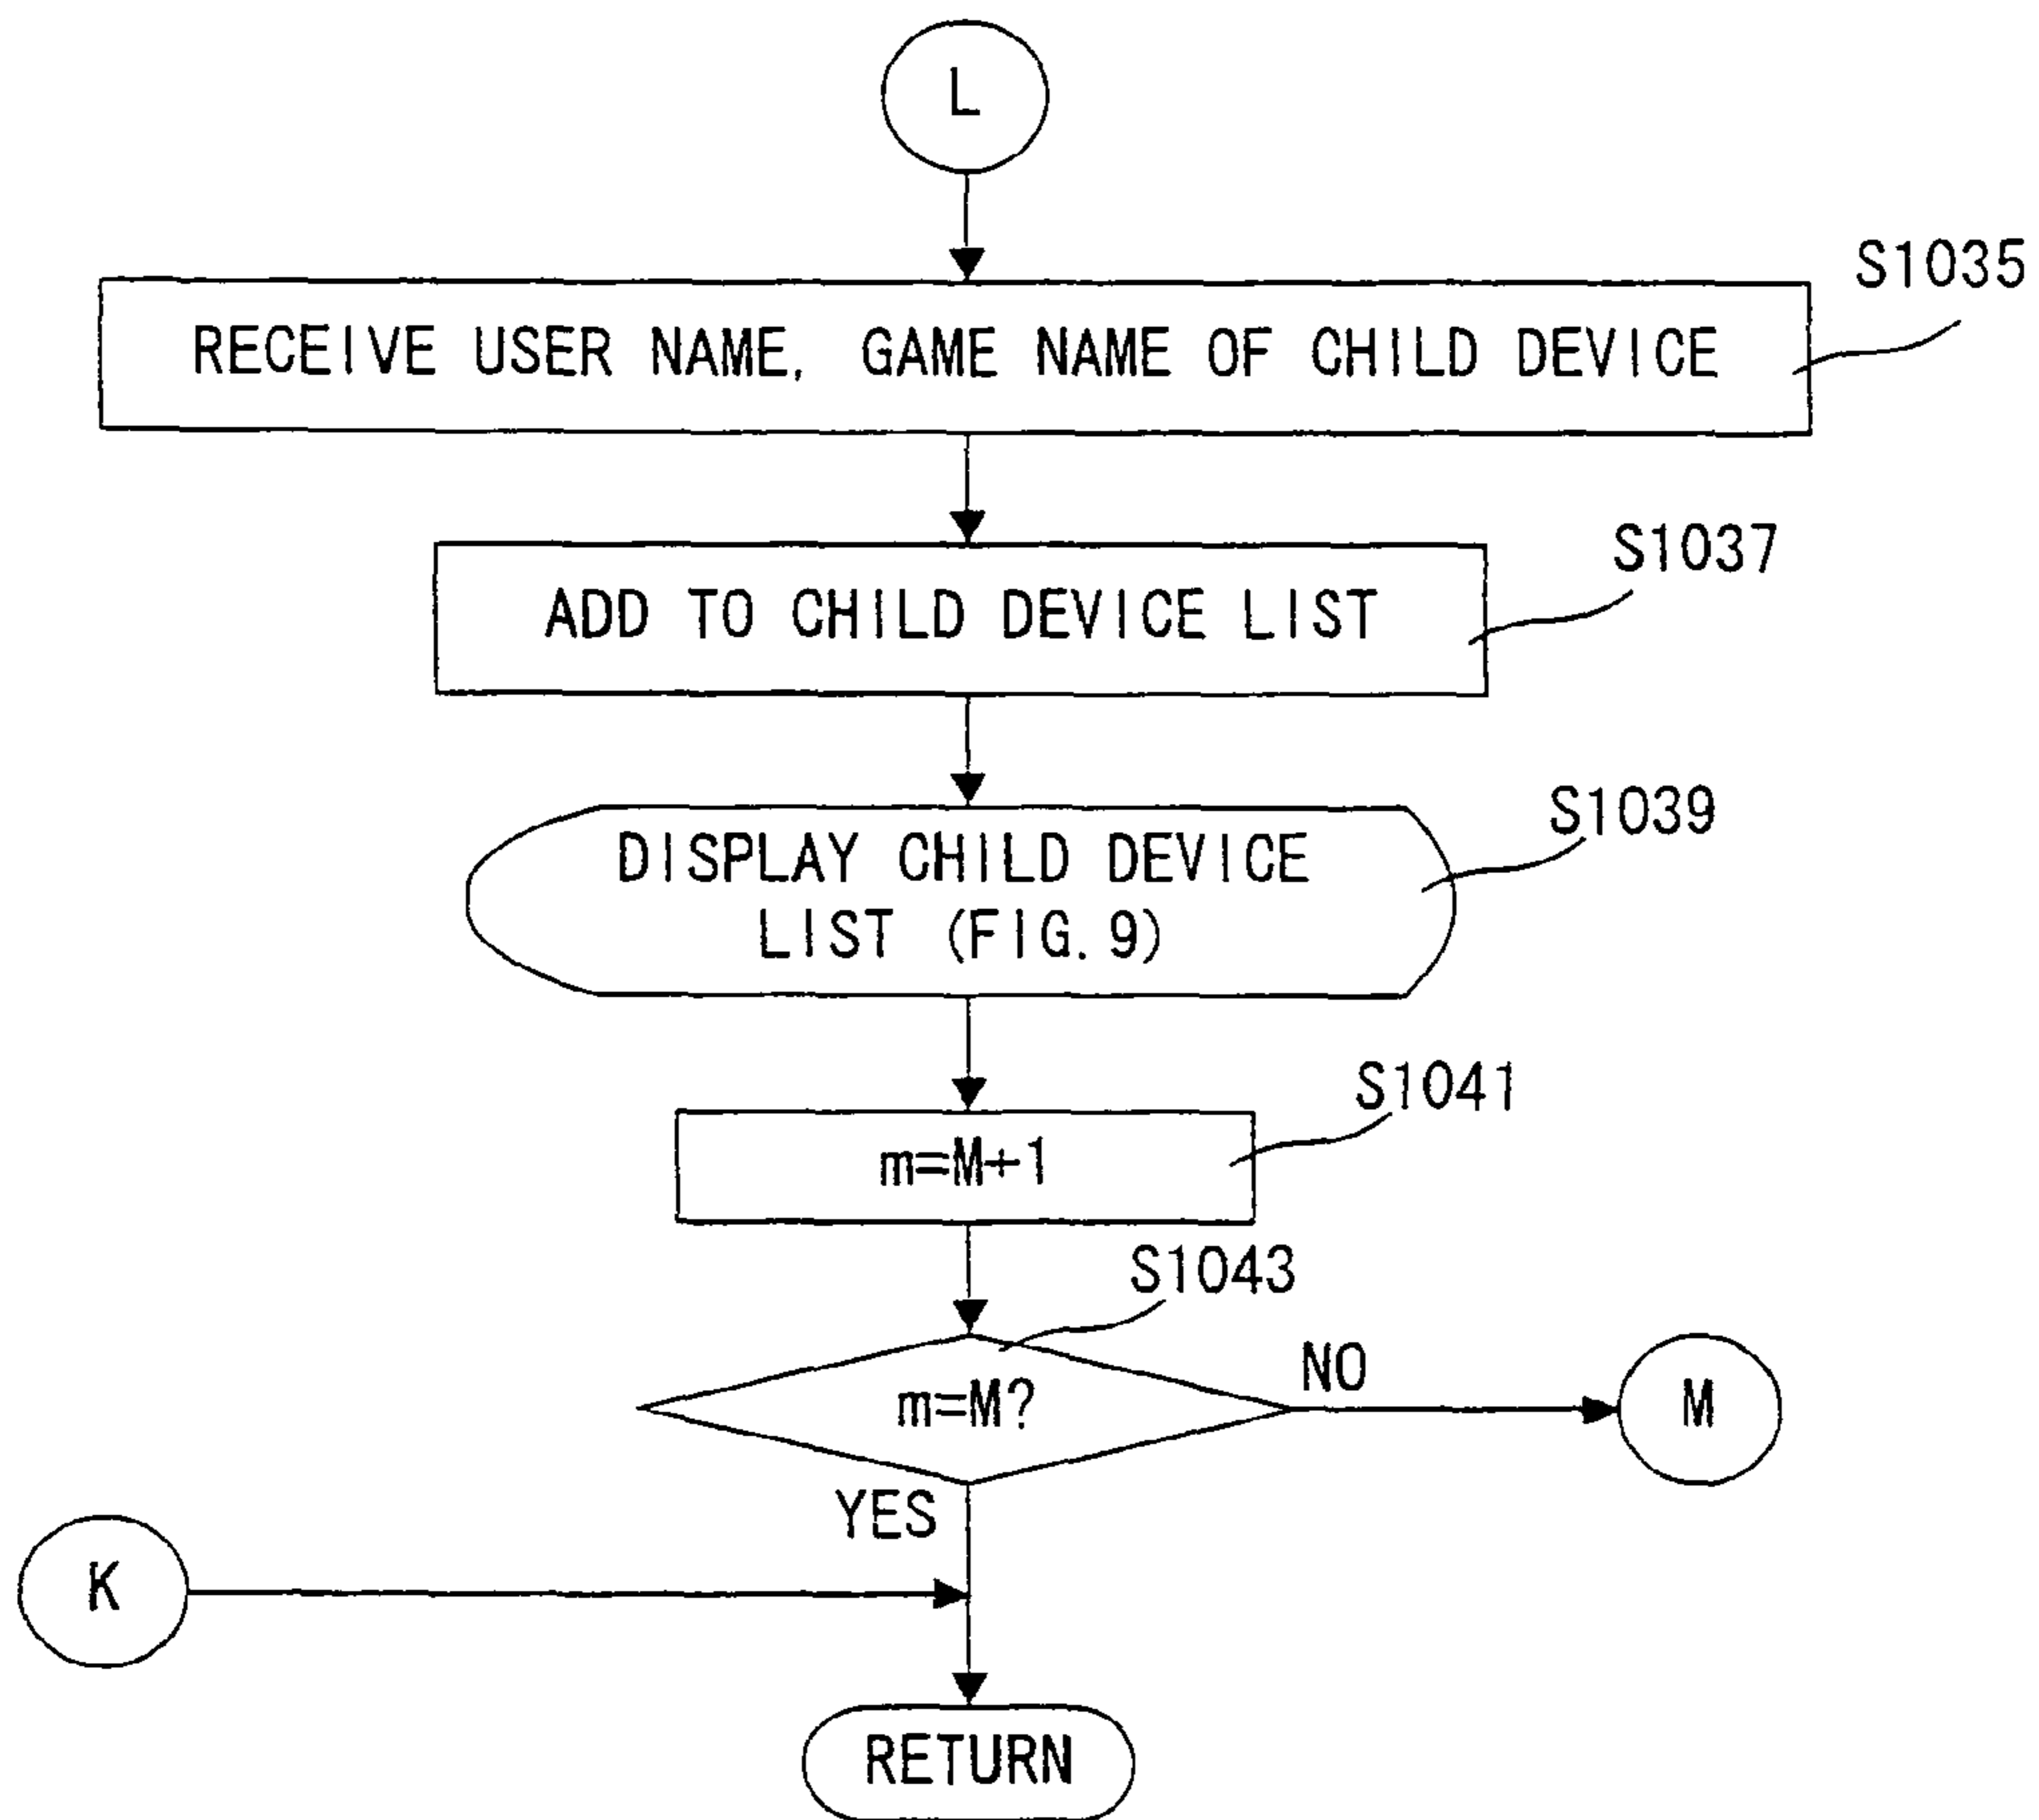 L
S1035
RECEIVE USER NAME, GAME NAME OF CHILD DEVICE
S1037
ADD TO CHILD DEVICE LIST
S1039
DISPLAY CHILD DEVICE
LIST (FIG. 9)
S1041
m=M+1
S1043
m=M?
NO
M
YES
K
RETURN